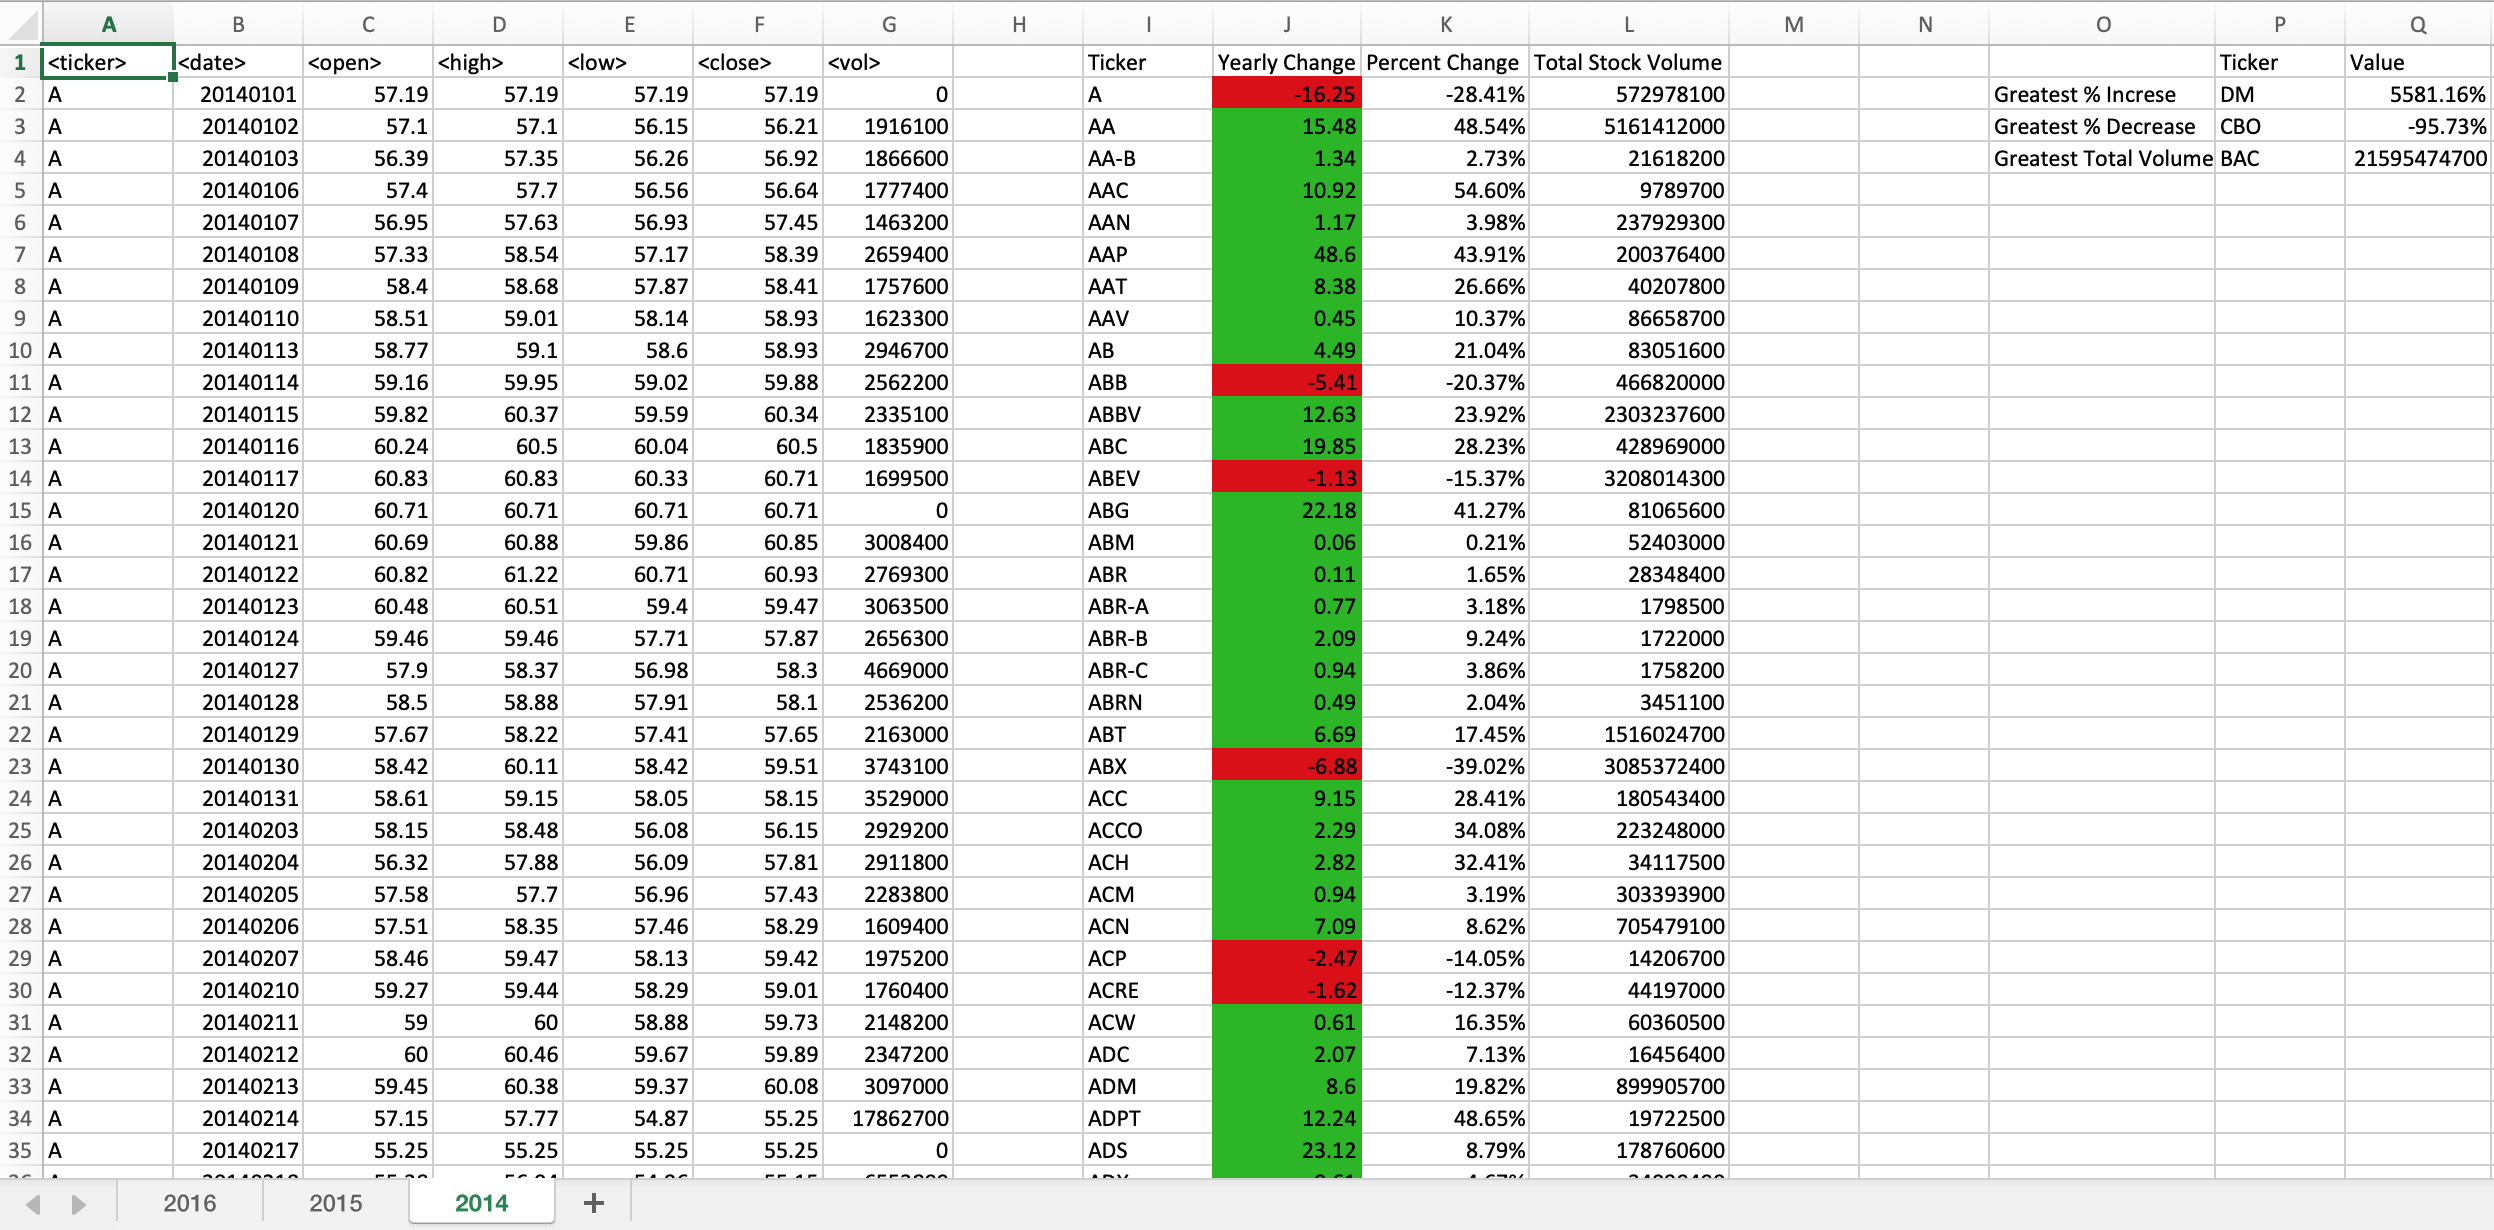 A B C D E F G H I J K L M N O P Q
1 <ticker> <date> <open> <high> <low> <close> <vol> Ticker Yearly Change Percent Change Total Stock Volume Ticker Value
2 A 20140101 57.19 57.19 57.19 57.19 0 A -16.25 -28.41% 572978100 Greatest % Increse DM 5581.16%
3 A 20140102 57.1 57.1 56.15 56.21 1916100 AA 15.48 48.54% 5161412000 Greatest % Decrease CBO -95.73%
4 A 20140103 56.39 57.35 56.26 56.92 1866600 AA-B 1.34 2.73% 21618200 Greatest Total Volume BAC 21595474700
5 A 20140106 57.4 57.7 56.56 56.64 1777400 AAC 10.92 54.60% 9789700
6 A 20140107 56.95 57.63 56.93 57.45 1463200 AAN 1.17 3.98% 237929300
7 A 20140108 57.33 58.54 57.17 58.39 2659400 AAP 48.6 43.91% 200376400
8 A 20140109 58.4 58.68 57.87 58.41 1757600 AAT 8.38 26.66% 40207800
9 A 20140110 58.51 59.01 58.14 58.93 1623300 AAV 0.45 10.37% 86658700
10 A 20140113 58.77 59.1 58.6 58.93 2946700 AB 4.49 21.04% 83051600
11 A 20140114 59.16 59.95 59.02 59.88 2562200 ABB -5.41 -20.37% 466820000
12 A 20140115 59.82 60.37 59.59 60.34 2335100 ABBV 12.63 23.92% 2303237600
13 A 20140116 60.24 60.5 60.04 60.5 1835900 ABC 19.85 28.23% 428969000
14 A 20140117 60.83 60.83 60.33 60.71 1699500 ABEV -1.13 -15.37% 3208014300
15 A 20140120 60.71 60.71 60.71 60.71 0 ABG 22.18 41.27% 81065600
16 A 20140121 60.69 60.88 59.86 60.85 3008400 ABM 0.06 0.21% 52403000
17 A 20140122 60.82 61.22 60.71 60.93 2769300 ABR 0.11 1.65% 28348400
18 A 20140123 60.48 60.51 59.4 59.47 3063500 ABR-A 0.77 3.18% 1798500
19 A 20140124 59.46 59.46 57.71 57.87 2656300 ABR-B 2.09 9.24% 1722000
20 A 20140127 57.9 58.37 56.98 58.3 4669000 ABR-C 0.94 3.86% 1758200
21 A 20140128 58.5 58.88 57.91 58.1 2536200 ABRN 0.49 2.04% 3451100
22 A 20140129 57.67 58.22 57.41 57.65 2163000 ABT 6.69 17.45% 1516024700
23 A 20140130 58.42 60.11 58.42 59.51 3743100 ABX -6.88 -39.02% 3085372400
24 A 20140131 58.61 59.15 58.05 58.15 3529000 ACC 9.15 28.41% 180543400
25 A 20140203 58.15 58.48 56.08 56.15 2929200 ACCO 2.29 34.08% 223248000
26 A 20140204 56.32 57.88 56.09 57.81 2911800 ACH 2.82 32.41% 34117500
27 A 20140205 57.58 57.7 56.96 57.43 2283800 ACM 0.94 3.19% 303393900
28 A 20140206 57.51 58.35 57.46 58.29 1609400 ACN 7.09 8.62% 705479100
29 A 20140207 58.46 59.47 58.13 59.42 1975200 ACP -2.47 -14.05% 14206700
30 A 20140210 59.27 59.44 58.29 59.01 1760400 ACRE -1.62 -12.37% 44197000
31 A 20140211 59 60 58.88 59.73 2148200 ACW 0.61 16.35% 60360500
32 A 20140212 60 60.46 59.67 59.89 2347200 ADC 2.07 7.13% 16456400
33 A 20140213 59.45 60.38 59.37 60.08 3097000 ADM 8.6 19.82% 899905700
34 A 20140214 57.15 57.77 54.87 55.25 17862700 ADPT 12.24 48.65% 19722500
35 A 20140217 55.25 55.25 55.25 55.25 0 ADS 23.12 8.79% 178760600
2016 2015 2014 +